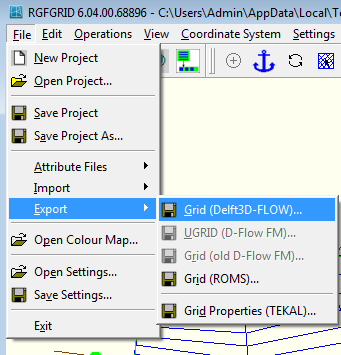 RGFGRID 6.04.00.68896 - C:\Users\Admin\AppData\Local\Te
File Edit Operations View Coordinate System Settings
New Project
Open Project...
Save Project
Save Project As...
Attribute Files
Import
Export
Open Colour Map...
Open Settings...
Save Settings...
Exit
Grid (Delft3D-FLOW)...
UGRID (D-Flow FM)...
Grid (old D-Flow FM)...
Grid (ROMS)...
Grid Properties (TEKAL)...